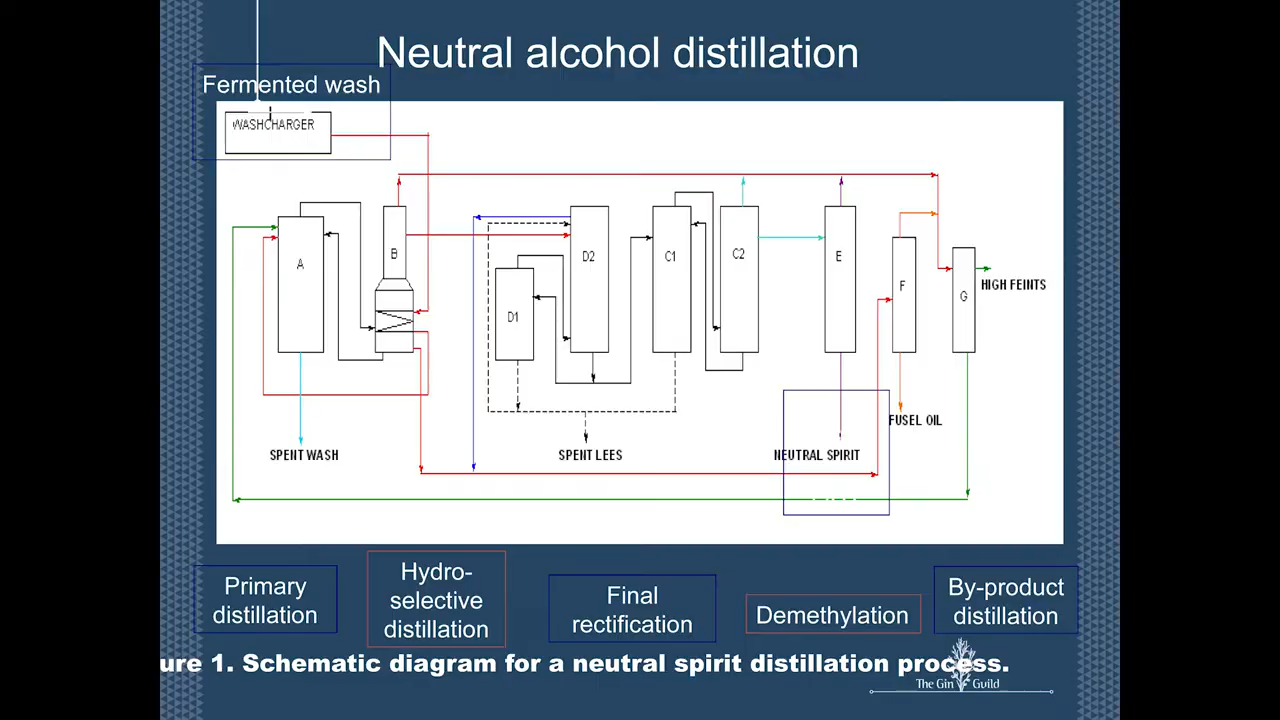 Neutral alcohol distillation
Fermented wash
WASHCHARGER
A
B
D1
D2
C1
C2
E
F
G
HIGH FEINTS
FUSEL OIL
SPENT WASH
SPENT LEES
NEUTRAL SPIRIT
Primary
distillation
Hydro-
selective
distillation
Final
rectification
Demethylation
By-product
distillation
ure 1. Schematic diagram for a neutral spirit distillation process.
The Gin Guild